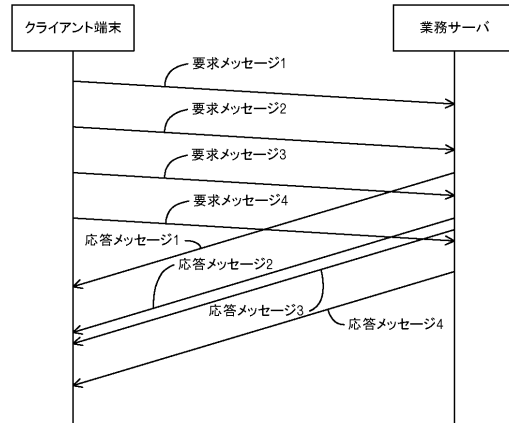 クライアント端末
業務サーバ
要求メッセージ1
要求メッセージ2
要求メッセージ3
要求メッセージ4
応答メッセージ1
応答メッセージ2
応答メッセージ3
応答メッセージ4